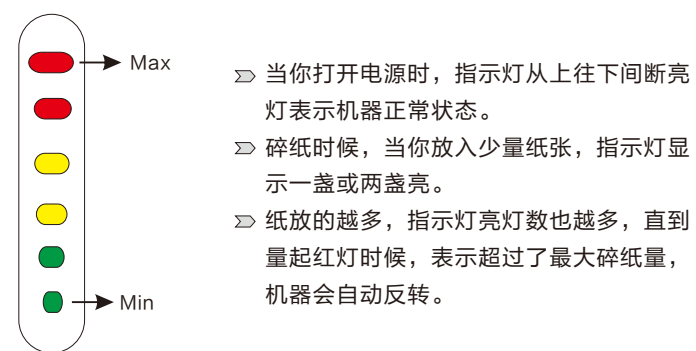 Max
当你打开电源时，指示灯从上往下间断亮
灯表示机器正常状态。
碎纸时候，当你放入少量纸张，指示灯显
示一盏或两盏亮。
纸放的越多，指示灯亮灯数也越多，直到
量起红灯时候，表示超过了最大碎纸量，
机器会自动反转。
Min